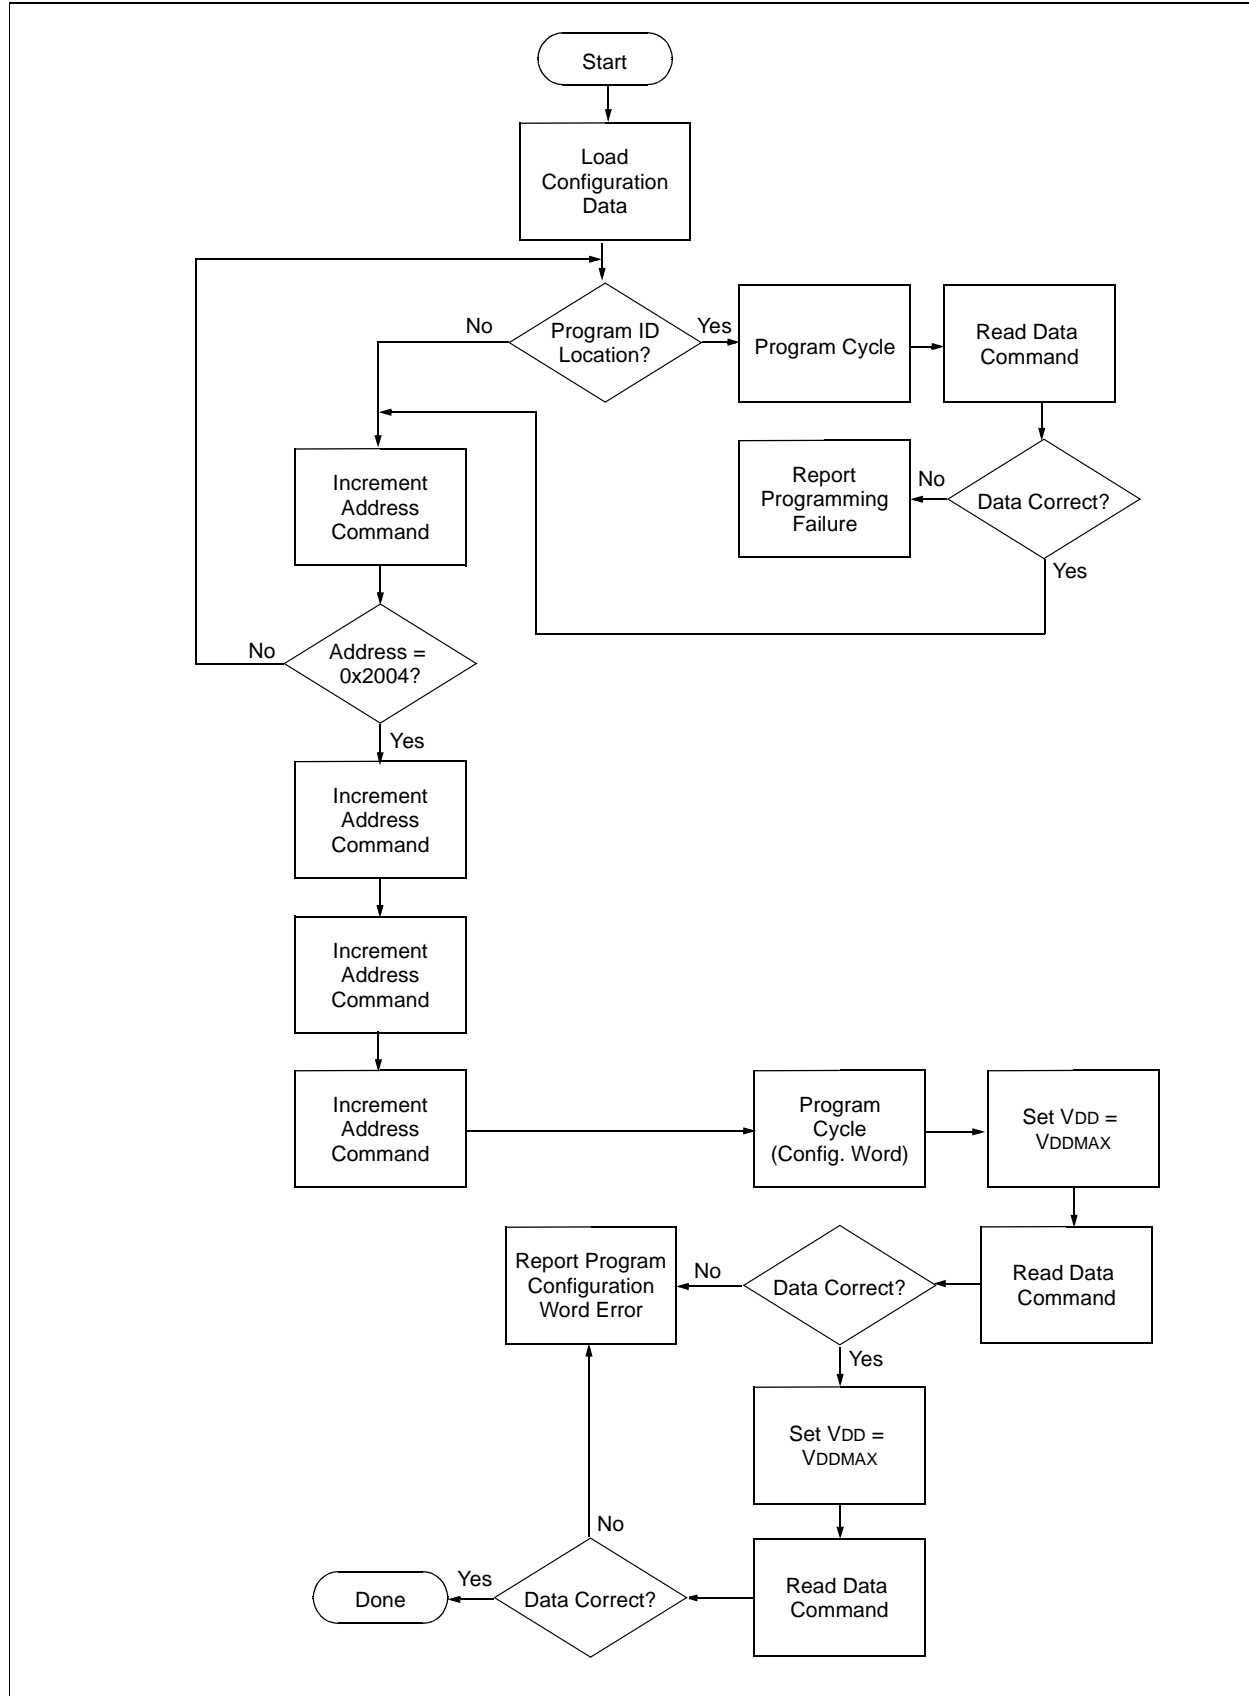 Start
Load
Configuration
Data
No
Program ID
Location?
Yes
Program Cycle
Read Data
Command
Increment
Address
Command
Report
Programming
Failure
No
Data Correct?
Yes
No
Address =
0x2004?
Yes
Increment
Address
Command
Increment
Address
Command
Increment
Address
Command
Program
Cycle
(Config. Word)
Set VDD =
VDDMAX
Report Program
Configuration
Word Error
No
Data Correct?
Read Data
Command
Yes
Set VDD =
VDDMAX
No
Done
Yes
Data Correct?
Read Data
Command